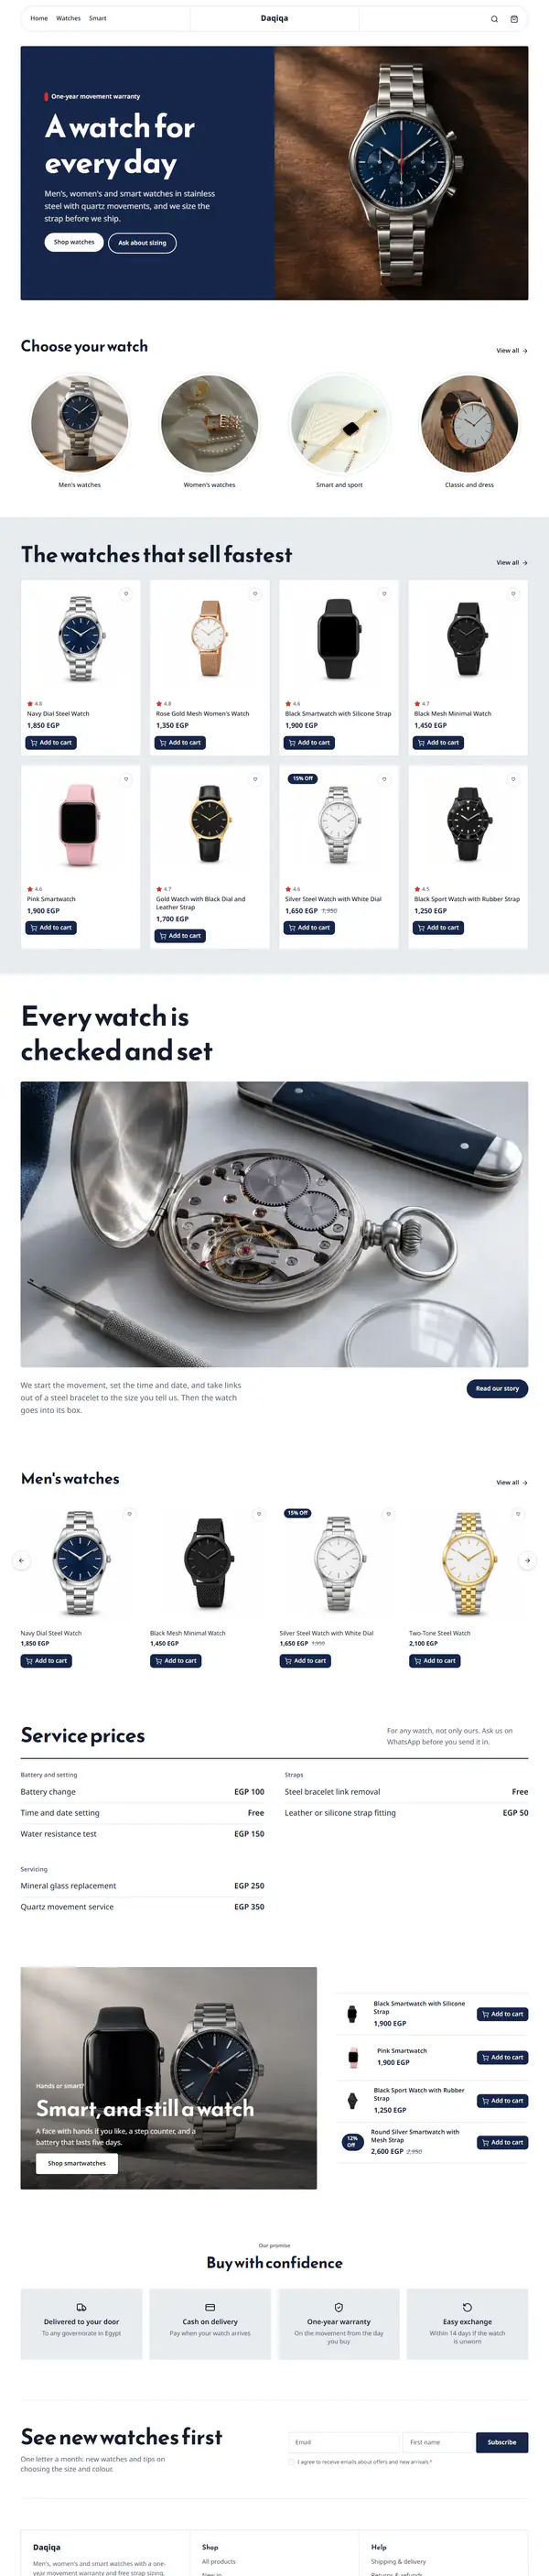 Home Watches Smart
Daqiqa
One-year movement warranty
A watch for
every day
Men's, women's and smart watches in stainless
steel with quartz movements, and we size the
strap before we ship.
Shop watches
Ask about sizing
Choose your watch
View all
Men's watches
Women's watches
Smart and sport
Classic and dress
The watches that sell fastest
View all
4.8
Navy Dial Steel Watch
1,850 EGP
Add to cart
4.8
Rose Gold Mesh Women's Watch
1,350 EGP
Add to cart
4.6
Black Smartwatch with Silicone Strap
1,900 EGP
Add to cart
4.7
Black Mesh Minimal Watch
1,450 EGP
Add to cart
4.6
Pink Smartwatch
1,900 EGP
Add to cart
4.7
Gold Watch with Black Dial and
Leather Strap
1,700 EGP
Add to cart
15% Off
4.6
Silver Steel Watch with White Dial
1,650 EGP 1,950
Add to cart
4.5
Black Sport Watch with Rubber Strap
1,250 EGP
Add to cart
Every watch is
checked and set
We start the movement, set the time and date, and take links
out of a steel bracelet to the size you tell us. Then the watch
goes into its box.
Read our story
Men's watches
View all
Navy Dial Steel Watch
1,850 EGP
Add to cart
Black Mesh Minimal Watch
1,450 EGP
Add to cart
15% Off
Silver Steel Watch with White Dial
1,650 EGP 1,950
Add to cart
Two-Tone Steel Watch
2,100 EGP
Add to cart
Service prices
For any watch, not only ours. Ask us on
WhatsApp before you send it in.
Battery and setting
Battery change EGP 100
Time and date setting Free
Water resistance test EGP 150
Straps
Steel bracelet link removal Free
Leather or silicone strap fitting EGP 50
Servicing
Mineral glass replacement EGP 250
Quartz movement service EGP 350
Hands or smart?
Smart, and still a watch
A face with hands if you like, a step counter, and a
battery that lasts five days.
Shop smartwatches
Black Smartwatch with Silicone
Strap
1,900 EGP
Add to cart
Pink Smartwatch
1,900 EGP
Add to cart
Black Sport Watch with Rubber
Strap
1,250 EGP
Add to cart
12%
Off
Round Silver Smartwatch with
Mesh Strap
2,600 EGP 2,950
Add to cart
Our promise
Buy with confidence
Delivered to your door
To any governorate in Egypt
Cash on delivery
Pay when your watch arrives
One-year warranty
On the movement from the day
you buy
Easy exchange
Within 14 days if the watch
is unworn
See new watches first
One letter a month: new watches and tips on
choosing the size and colour.
Email
First name
Subscribe
I agree to receive emails about offers and new arrivals *
Daqiqa
Men's, women's and smart watches with a one-
year movement warranty and free strap sizing,
Shop
All products
Help
Shipping & delivery